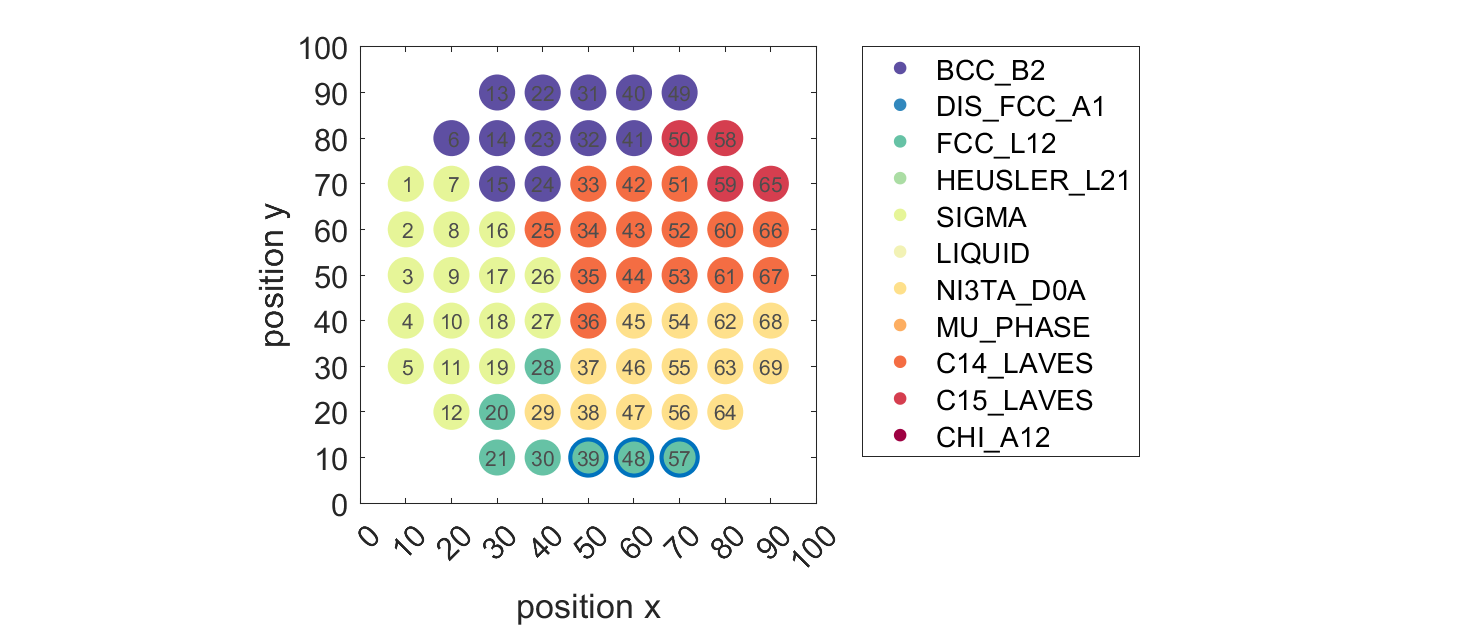 100
90
80
70
60
50
40
30
20
10
0
position y
13 22 31 40 49
6 14 23 32 41 50 58
1 7 15 24 33 42 51 59 65
2 8 16 25 34 43 52 60 66
3 9 17 26 35 44 53 61 67
4 10 18 27 36 45 54 62 68
5 11 19 28 37 46 55 63 69
12 20 29 38 47 56 64
21 30 39 48 57
0 10 20 30 40 50 60 70 80 90 100
position x
BCC_B2
DIS_FCC_A1
FCC_L12
HEUSLER_L21
SIGMA
LIQUID
NI3TA_D0A
MU_PHASE
C14_LAVES
C15_LAVES
CHI_A12